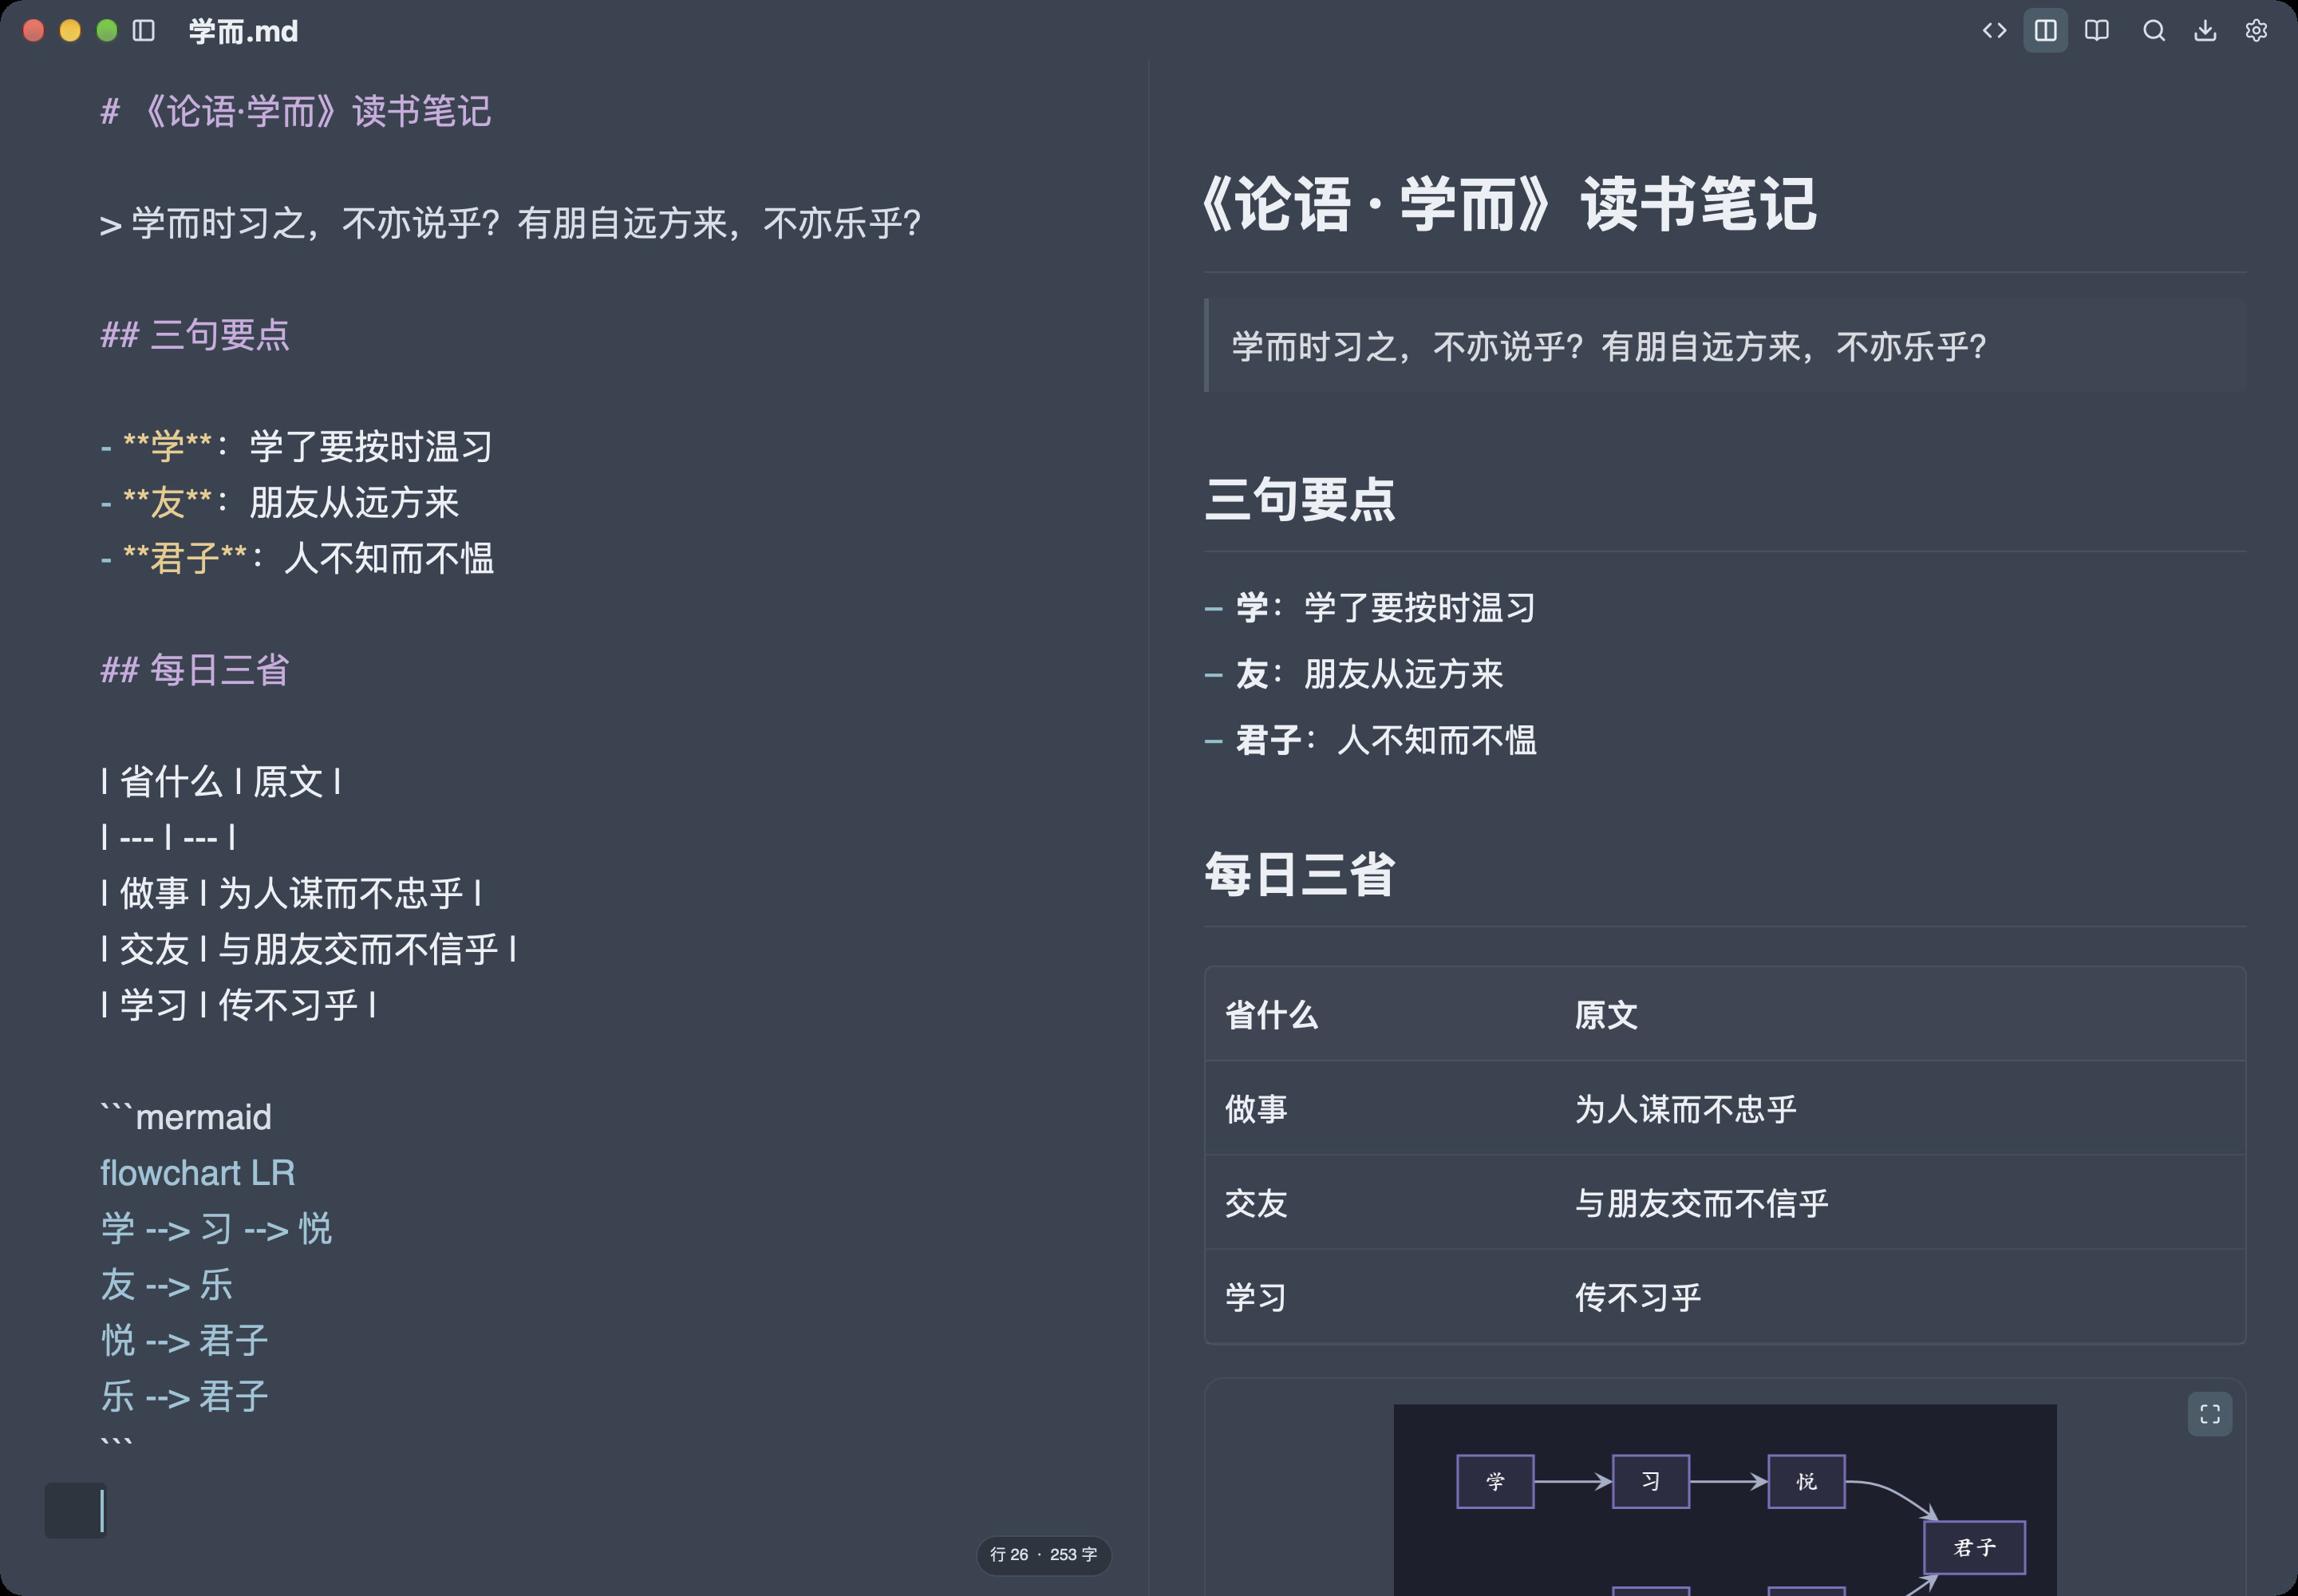 学而.md
# 《论语·学而》读书笔记
> 学而时习之，不亦说乎？有朋自远方来，不亦乐乎？
## 三句要点
- **学**：学了要按时温习
- **友**：朋友从远方来
- **君子**：人不知而不愠
## 每日三省
| 省什么 | 原文 |
| --- | --- |
| 做事 | 为人谋而不忠乎 |
| 交友 | 与朋友交而不信乎 |
| 学习 | 传不习乎 |
```mermaid
flowchart LR
学 --> 习 --> 悦
友 --> 乐
悦 --> 君子
乐 --> 君子
```
行 26 · 253 字
《论语 · 学而》读书笔记
学而时习之，不亦说乎？有朋自远方来，不亦乐乎？
三句要点
– 学：学了要按时温习
– 友：朋友从远方来
– 君子：人不知而不愠
每日三省
省什么 原文
做事 为人谋而不忠乎
交友 与朋友交而不信乎
学习 传不习乎
学 习 悦
君子